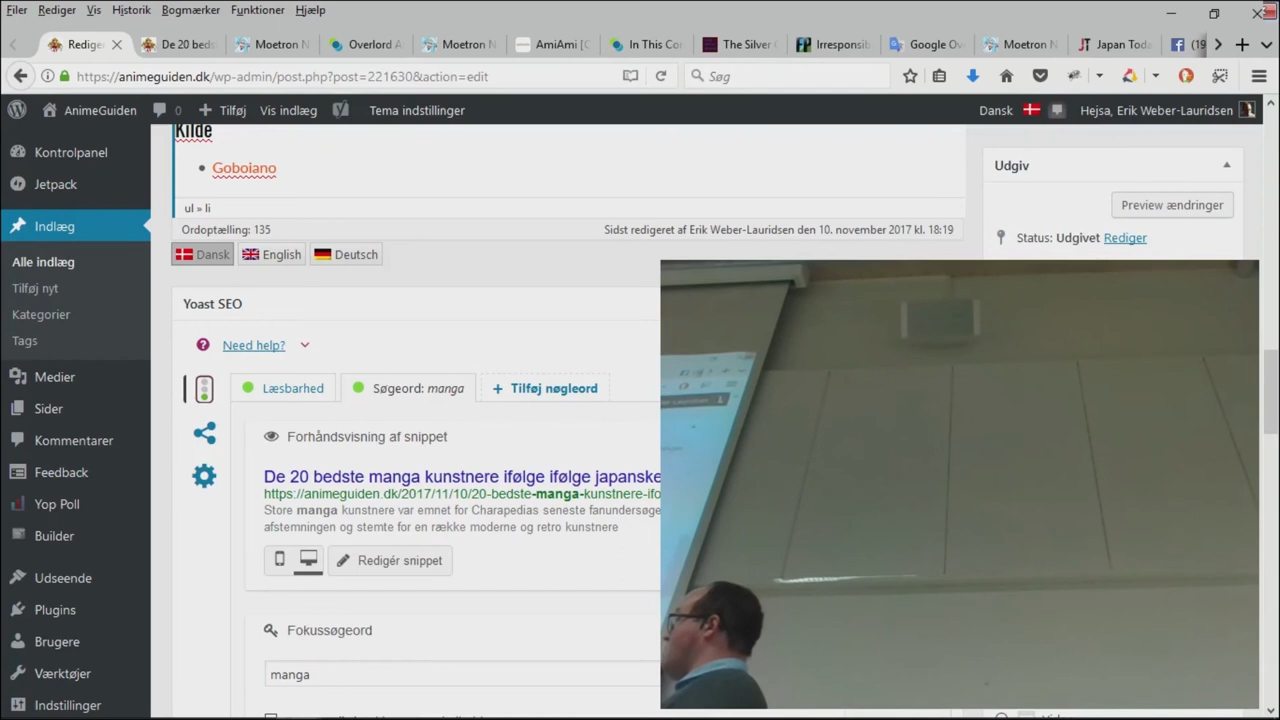 Filer Rediger Vis Historik Bogmærker Funktioner Hjælp
Rediger De 20 beds Moetron N Overlord A Moetron N AmiAmi [C In This Cor The Silver G Irresponsib Google Ov Moetron N Japan Toda (19
https://animeguiden.dk/wp-admin/post.php?post=221630&action=edit Søg
AnimeGuiden 0 Tilføj Vis indlæg Tema indstillinger Dansk Hejsa, Erik Weber-Lauridsen
Kontrolpanel
Jetpack
Indlæg
Alle indlæg
Tilføj nyt
Kategorier
Tags
Medier
Sider
Kommentarer
Feedback
Yop Poll
Builder
Udseende
Plugins
Brugere
Værktøjer
Indstillinger
Kilde
Goboiano
ul » li
Ordoptælling: 135 Sidst redigeret af Erik Weber-Lauridsen den 10. november 2017 kl. 18:19
Dansk English Deutsch
Yoast SEO
Need help?
Læsbarhed Søgeord: manga + Tilføj nøgleord
Forhåndsvisning af snippet
De 20 bedste manga kunstnere ifølge ifølge japanske
https://animeguiden.dk/2017/11/10/20-bedste-manga-kunstnere-ifo
Store manga kunstnere var emnet for Charapedias seneste fanundersøge
afstemningen og stemte for en række moderne og retro kunstnere
Redigér snippet
Fokussøgeord
manga
Udgiv
Preview ændringer
Status: Udgivet Rediger